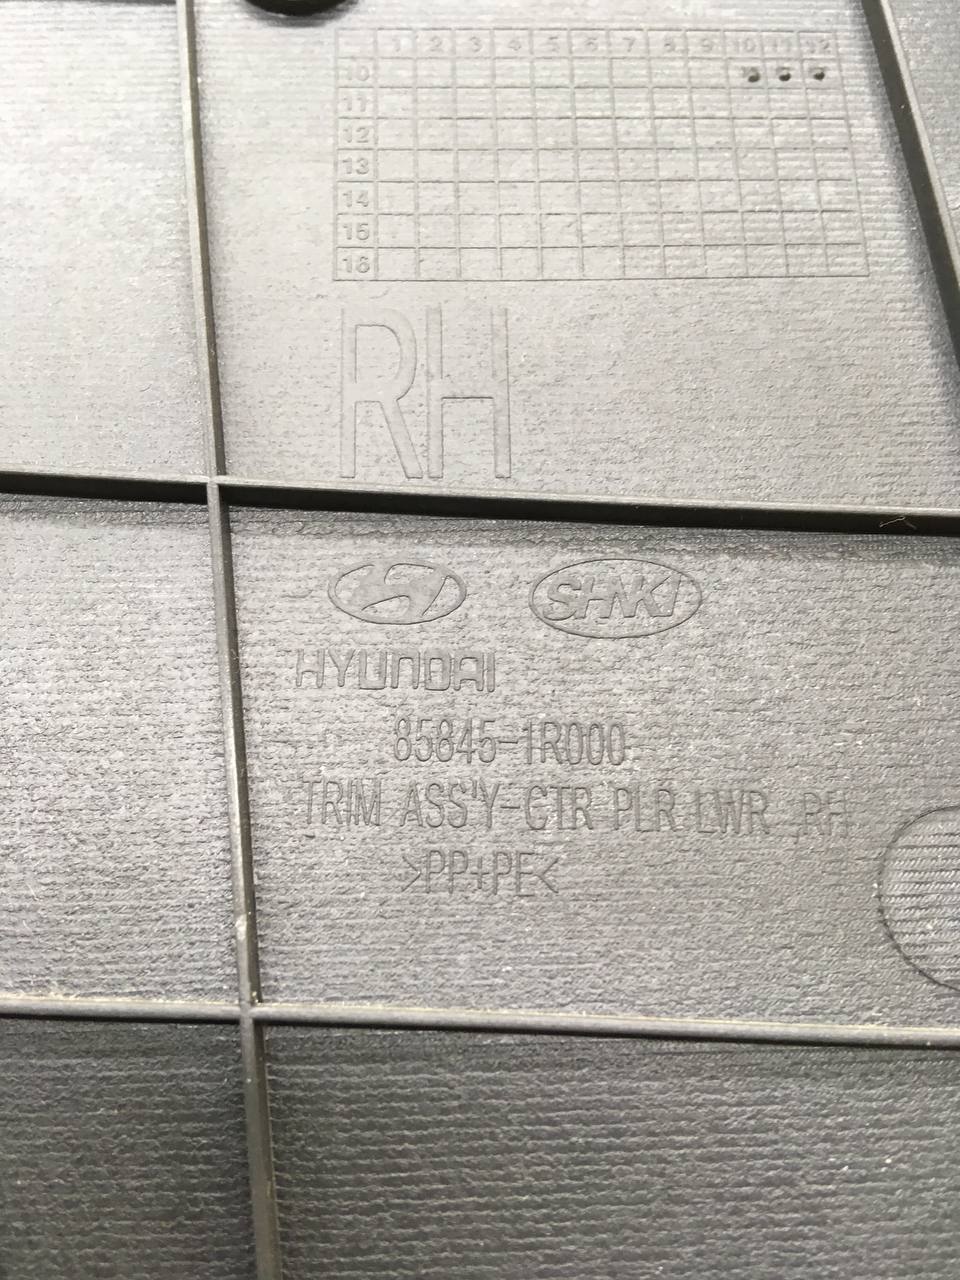 1 2 3 4 5 6 7 8 9 10 11 12
10
11
12
13
14
15
16
RH
SHNKI
HYUNDAI
85845-1R000
TRIM ASS'Y-CTR PLR LWR ,RH
>PP+PE<